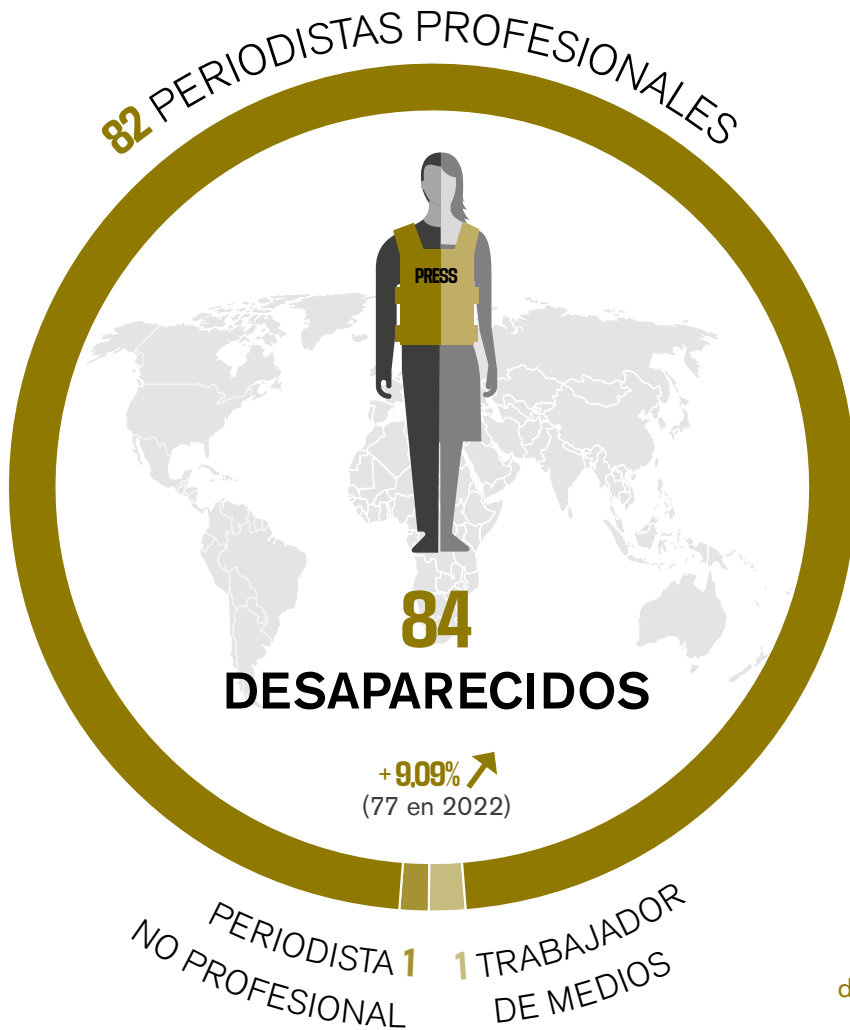 82 PERIODISTAS PROFESIONALES
PRESS
84
DESAPARECIDOS
+ 9,09%
(77 en 2022)
PERIODISTA 1
NO PROFESIONAL
1 TRABAJADOR
DE MEDIOS
d